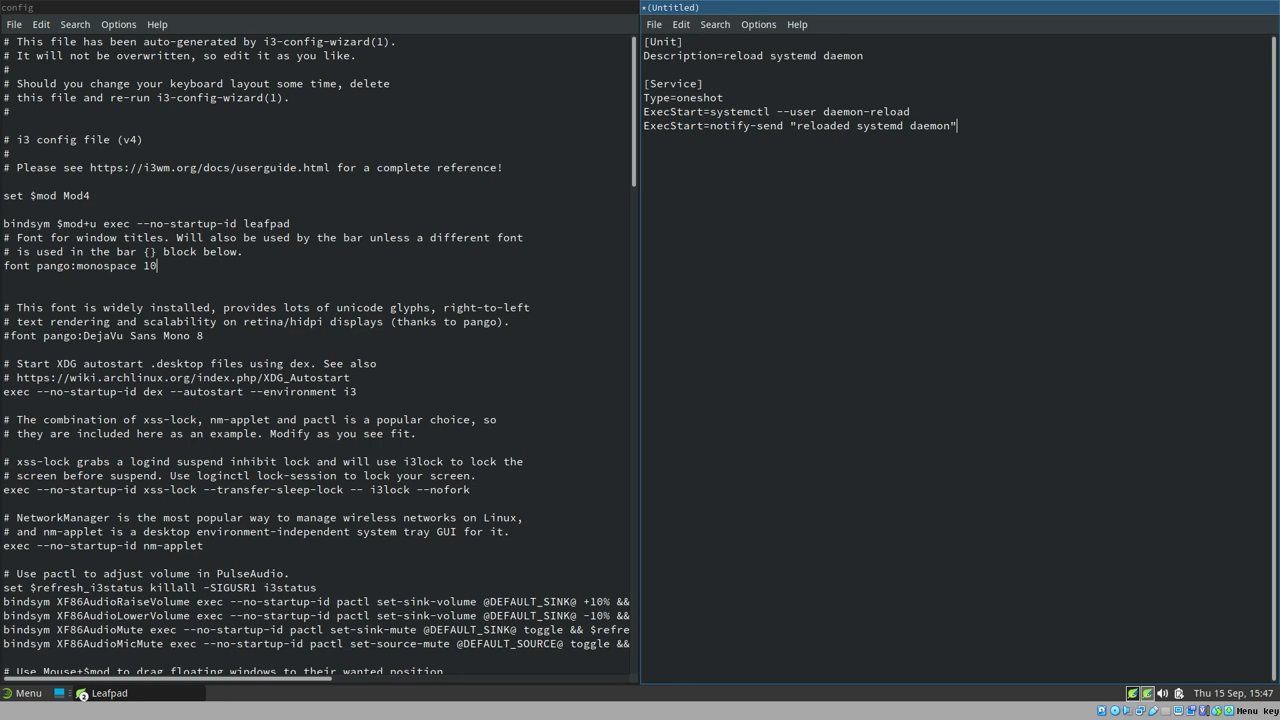 config
File Edit Search Options Help
# This file has been auto-generated by i3-config-wizard(1).
# It will not be overwritten, so edit it as you like.
#
# Should you change your keyboard layout some time, delete
# this file and re-run i3-config-wizard(1).
#
# i3 config file (v4)
#
# Please see https://i3wm.org/docs/userguide.html for a complete reference!
set $mod Mod4
bindsym $mod+u exec --no-startup-id leafpad
# Font for window titles. Will also be used by the bar unless a different font
# is used in the bar {} block below.
font pango:monospace 10
# This font is widely installed, provides lots of unicode glyphs, right-to-left
# text rendering and scalability on retina/hidpi displays (thanks to pango).
#font pango:DejaVu Sans Mono 8
# Start XDG autostart .desktop files using dex. See also
# https://wiki.archlinux.org/index.php/XDG_Autostart
exec --no-startup-id dex --autostart --environment i3
# The combination of xss-lock, nm-applet and pactl is a popular choice, so
# they are included here as an example. Modify as you see fit.
# xss-lock grabs a logind suspend inhibit lock and will use i3lock to lock the
# screen before suspend. Use loginctl lock-session to lock your screen.
exec --no-startup-id xss-lock --transfer-sleep-lock -- i3lock --nofork
# NetworkManager is the most popular way to manage wireless networks on Linux,
# and nm-applet is a desktop environment-independent system tray GUI for it.
exec --no-startup-id nm-applet
# Use pactl to adjust volume in PulseAudio.
set $refresh_i3status killall -SIGUSR1 i3status
bindsym XF86AudioRaiseVolume exec --no-startup-id pactl set-sink-volume @DEFAULT_SINK@ +10% &&
bindsym XF86AudioLowerVolume exec --no-startup-id pactl set-sink-volume @DEFAULT_SINK@ -10% &&
bindsym XF86AudioMute exec --no-startup-id pactl set-sink-mute @DEFAULT_SINK@ toggle && $refre
bindsym XF86AudioMicMute exec --no-startup-id pactl set-source-mute @DEFAULT_SOURCE@ toggle &&
# Use Mouse+$mod to drag floating windows to their wanted position
*(Untitled)
File Edit Search Options Help
[Unit]
Description=reload systemd daemon
[Service]
Type=oneshot
ExecStart=systemctl --user daemon-reload
ExecStart=notify-send "reloaded systemd daemon"
Menu
2 Leafpad
Thu 15 Sep, 15:47
Menu key